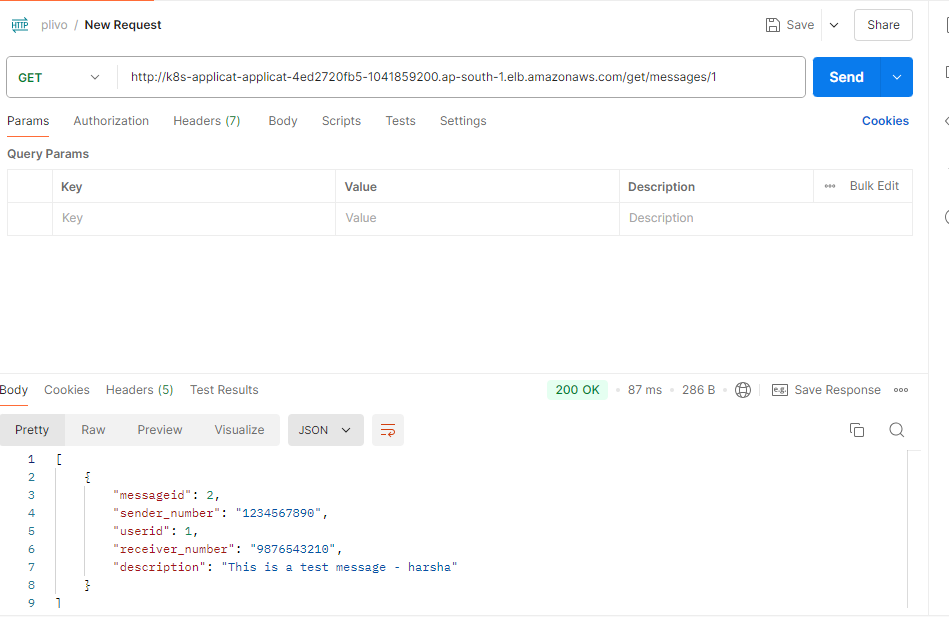 HTTP plivo / New Request Save Share
GET http://k8s-applicat-applicat-4ed2720fb5-1041859200.ap-south-1.elb.amazonaws.com/get/messages/1 Send
Params Authorization Headers (7) Body Scripts Tests Settings Cookies
Query Params
Key Value Description Bulk Edit
Key Value Description
Body Cookies Headers (5) Test Results 200 OK 87 ms 286 B e.g. Save Response
Pretty Raw Preview Visualize JSON
1 [
2 {
3 "messageid": 2,
4 "sender_number": "1234567890",
5 "userid": 1,
6 "receiver_number": "9876543210",
7 "description": "This is a test message - harsha"
8 }
9 ]